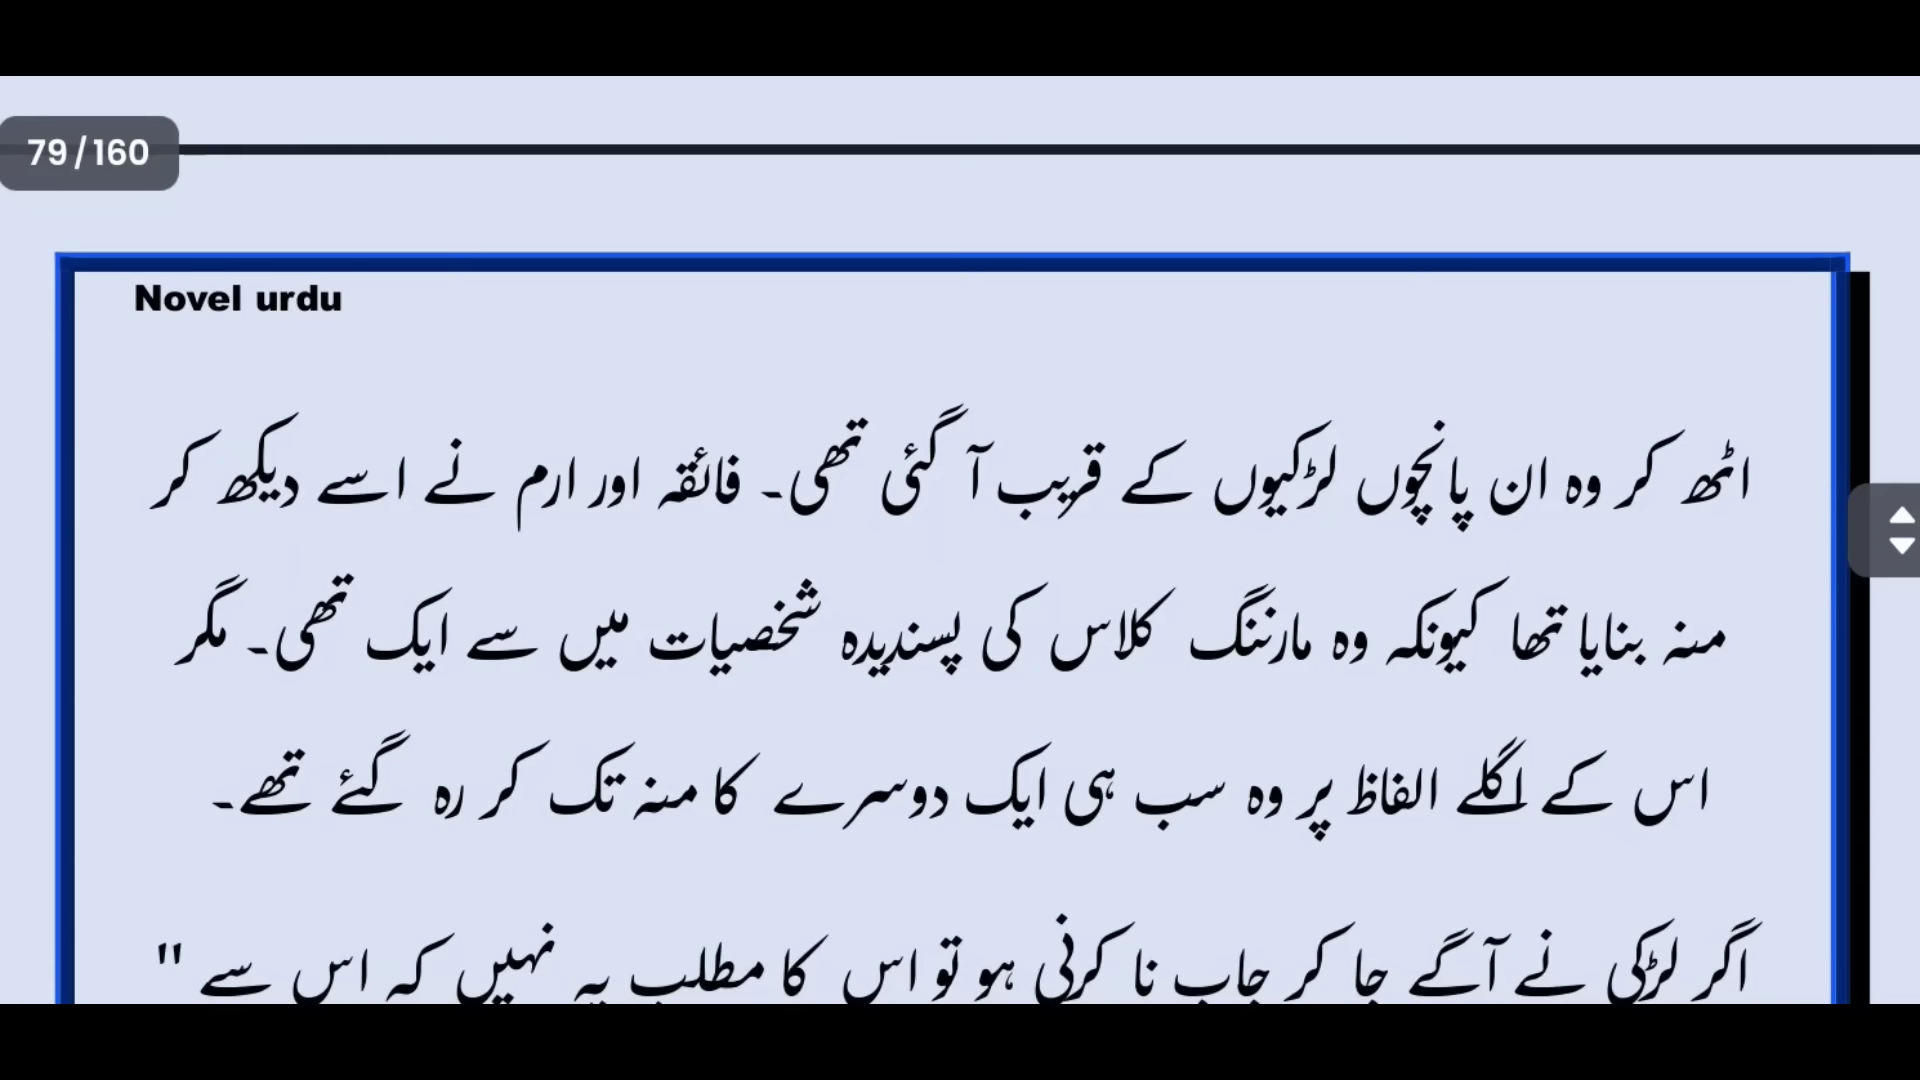 79/160
Novel urdu
اٹھ کر وہ ان پانچوں لڑکیوں کے قریب آ گئی تھی۔ فائقہ اور ارم نے اسے دیکھ کر
منہ بنایا تھا کیونکہ وہ مارننگ کلاس کی پسندیدہ شخصیات میں سے ایک تھی۔ مگر
اس کے اگلے الفاظ پر وہ سب ہی ایک دوسرے کا منہ تک کر رہ گئے تھے۔
اگر لڑکی نے آگے جا کر جاب نا کرنی ہو تو اس کا مطلب یہ نہیں کہ اس سے "